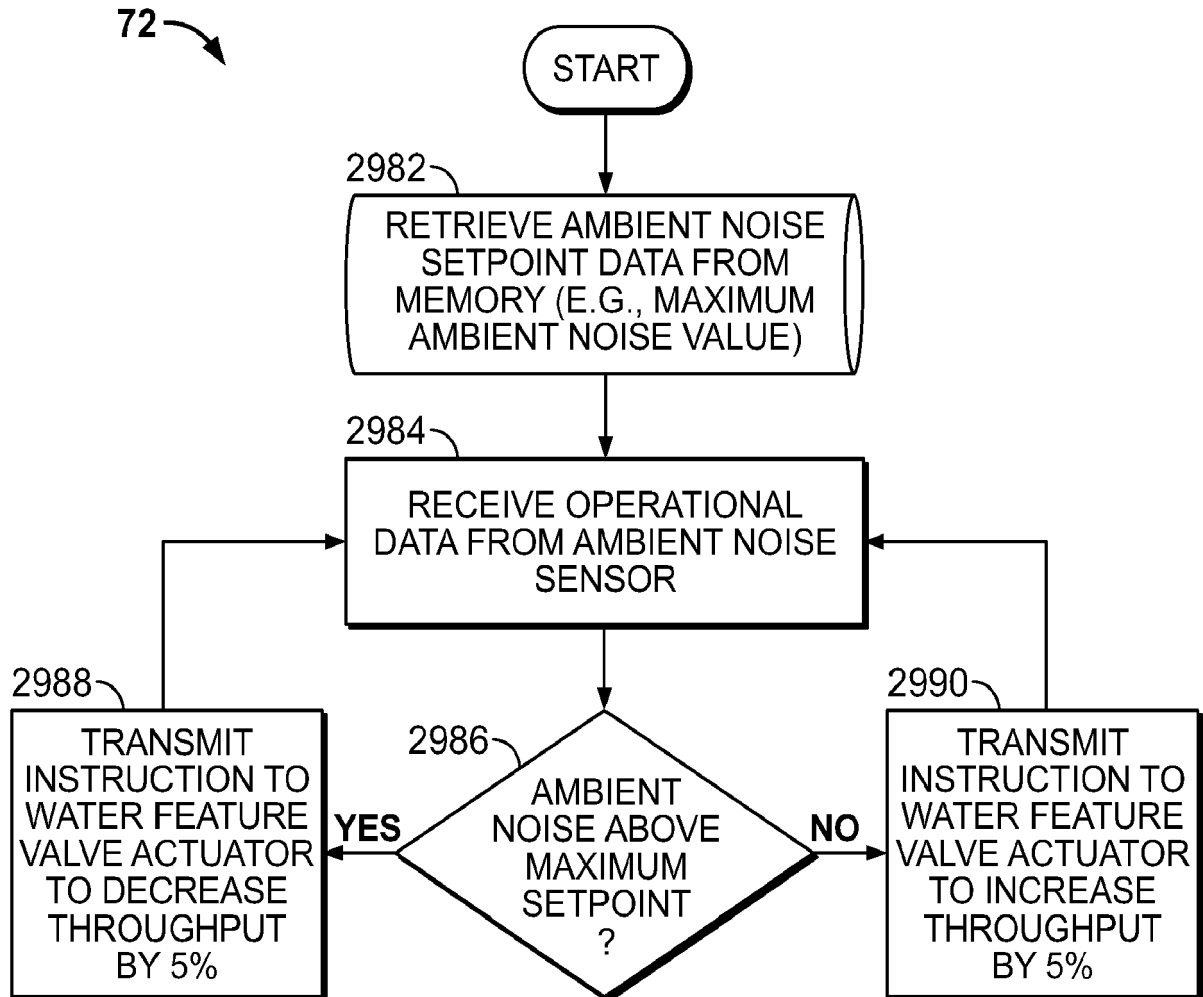 72
START
2982
RETRIEVE AMBIENT NOISE
SETPOINT DATA FROM
MEMORY (E.G., MAXIMUM
AMBIENT NOISE VALUE)
2984
RECEIVE OPERATIONAL
DATA FROM AMBIENT NOISE
SENSOR
2988
TRANSMIT
INSTRUCTION TO
WATER FEATURE
VALVE ACTUATOR
TO DECREASE
THROUGHPUT
BY 5%
YES
2986
AMBIENT
NOISE ABOVE
MAXIMUM
SETPOINT
?
NO
2990
TRANSMIT
INSTRUCTION TO
WATER FEATURE
VALVE ACTUATOR
TO INCREASE
THROUGHPUT
BY 5%